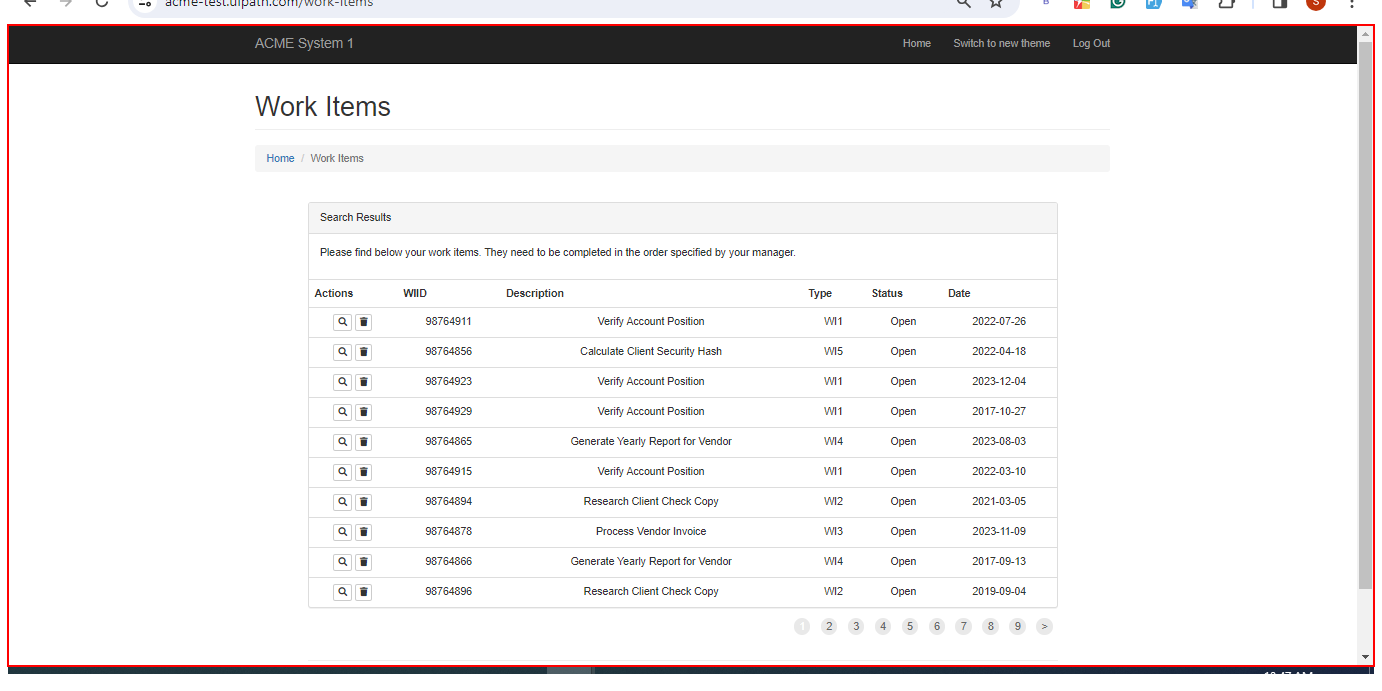 acme-test.uipath.com/work-items
ACME System 1 Home Switch to new theme Log Out
Work Items
Home / Work Items
Search Results
Please find below your work items. They need to be completed in the order specified by your manager.
Actions WIID Description Type Status Date
98764911 Verify Account Position WI1 Open 2022-07-26
98764856 Calculate Client Security Hash WI5 Open 2022-04-18
98764923 Verify Account Position WI1 Open 2023-12-04
98764929 Verify Account Position WI1 Open 2017-10-27
98764865 Generate Yearly Report for Vendor WI4 Open 2023-08-03
98764915 Verify Account Position WI1 Open 2022-03-10
98764894 Research Client Check Copy WI2 Open 2021-03-05
98764878 Process Vendor Invoice WI3 Open 2023-11-09
98764866 Generate Yearly Report for Vendor WI4 Open 2017-09-13
98764896 Research Client Check Copy WI2 Open 2019-09-04
1 2 3 4 5 6 7 8 9 >